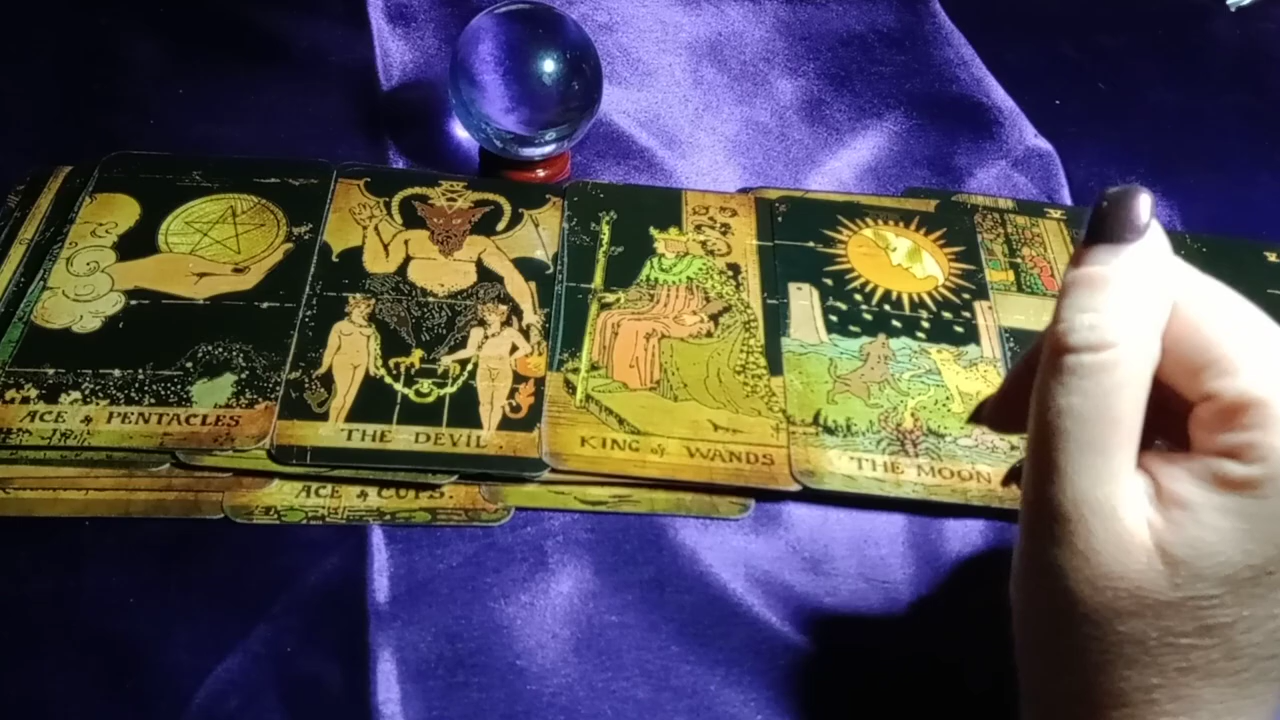 ACE of PENTACLES
THE DEVIL.
KING of WANDS
THE MOON
ACE of CUPS.